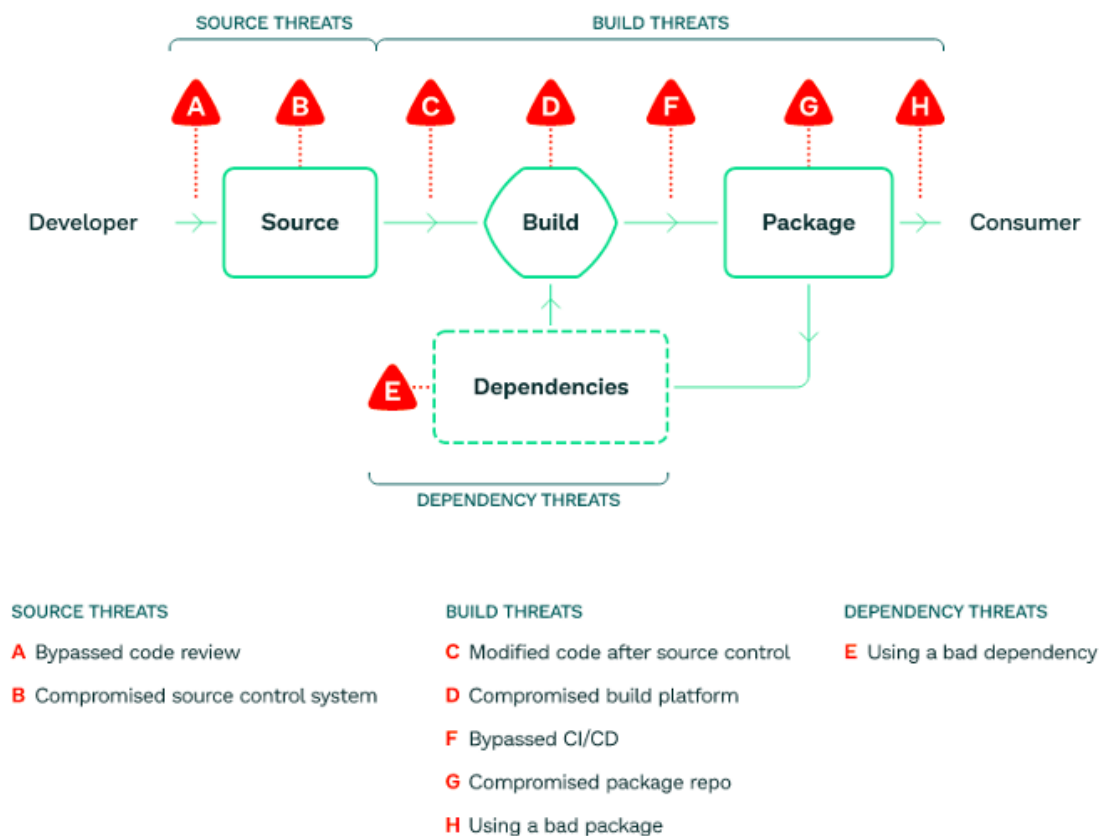 SOURCE THREATS
BUILD THREATS
A
B
C
D
F
G
H
Developer
Source
Build
Package
Consumer
E
Dependencies
DEPENDENCY THREATS
SOURCE THREATS
A Bypassed code review
B Compromised source control system
BUILD THREATS
C Modified code after source control
D Compromised build platform
F Bypassed CI/CD
G Compromised package repo
H Using a bad package
DEPENDENCY THREATS
E Using a bad dependency